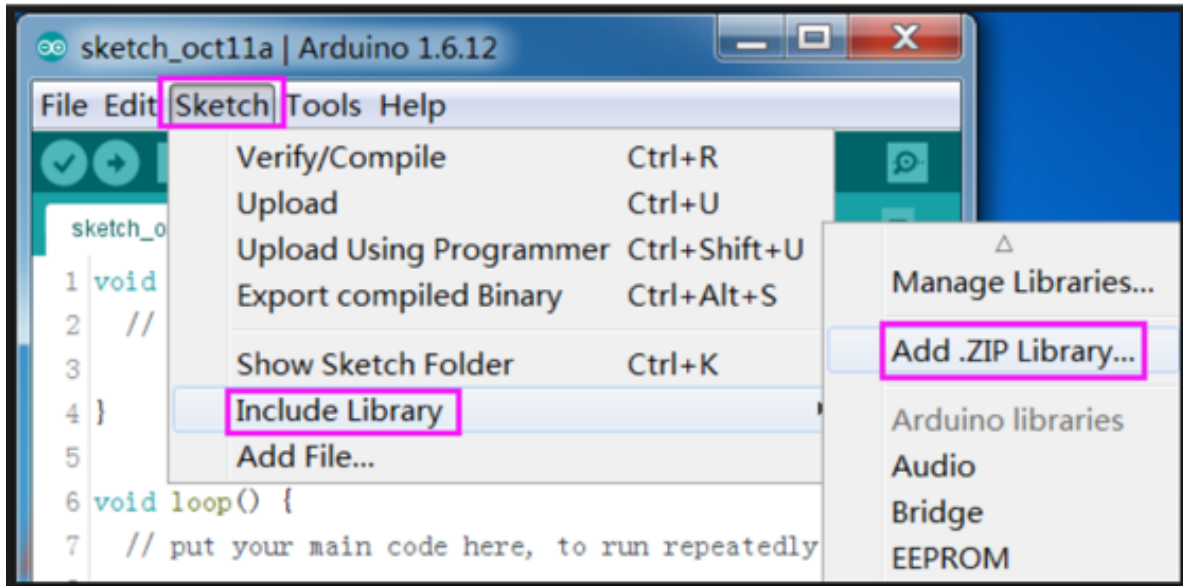 sketch_oct11a | Arduino 1.6.12
File Edit Sketch Tools Help
Verify/Compile Ctrl+R
Upload Ctrl+U
Upload Using Programmer Ctrl+Shift+U
Export compiled Binary Ctrl+Alt+S
Show Sketch Folder Ctrl+K
Include Library
Add File...
Manage Libraries...
Add .ZIP Library...
Arduino libraries
Audio
Bridge
EEPROM
sketch_o
1 void
2 //
3
4 }
5
6 void loop() {
7 // put your main code here, to run repeatedly